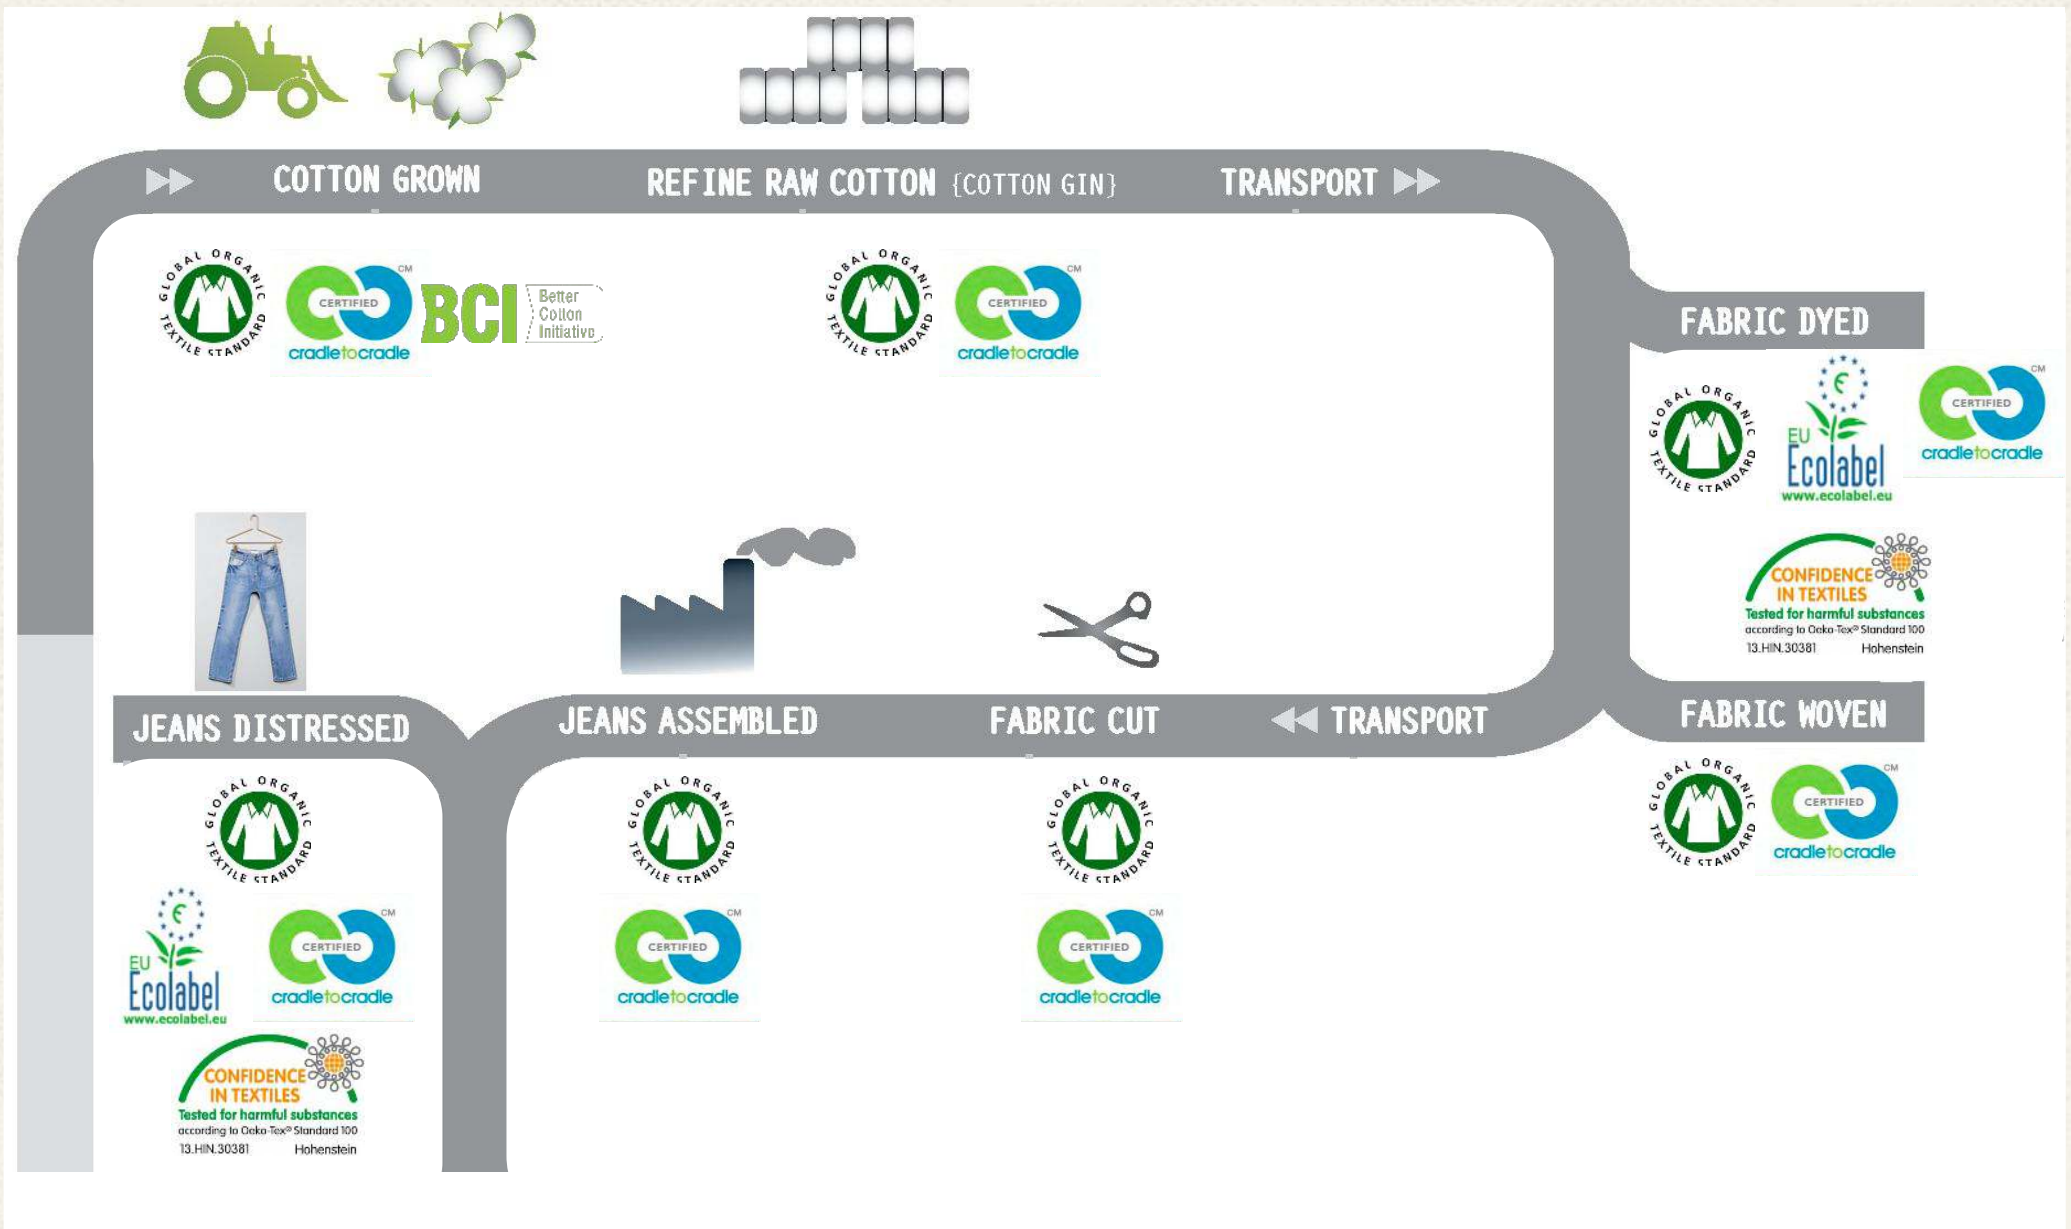 COTTON GROWN
REFINE RAW COTTON {COTTON GIN}
TRANSPORT
GLOBAL ORGANIC TEXTILE STANDARD
CERTIFIED
CM
cradletocradle
BCI
Better
Cotton
Initiative
GLOBAL ORGANIC TEXTILE STANDARD
CERTIFIED
CM
cradletocradle
FABRIC DYED
GLOBAL ORGANIC TEXTILE STANDARD
EU
Ecolabel
www.ecolabel.eu
CERTIFIED
CM
cradletocradle
CONFIDENCE
IN TEXTILES
Tested for harmful substances
according to Oeko-Tex® Standard 100
13.HIN.30381 Hohenstein
JEANS DISTRESSED
JEANS ASSEMBLED
FABRIC CUT
TRANSPORT
FABRIC WOVEN
GLOBAL ORGANIC TEXTILE STANDARD
CERTIFIED
CM
cradletocradle
GLOBAL ORGANIC TEXTILE STANDARD
EU
Ecolabel
www.ecolabel.eu
CERTIFIED
CM
cradletocradle
CONFIDENCE
IN TEXTILES
Tested for harmful substances
according to Oeko-Tex® Standard 100
13.HIN.30381 Hohenstein
GLOBAL ORGANIC TEXTILE STANDARD
CERTIFIED
CM
cradletocradle
GLOBAL ORGANIC TEXTILE STANDARD
CERTIFIED
CM
cradletocradle